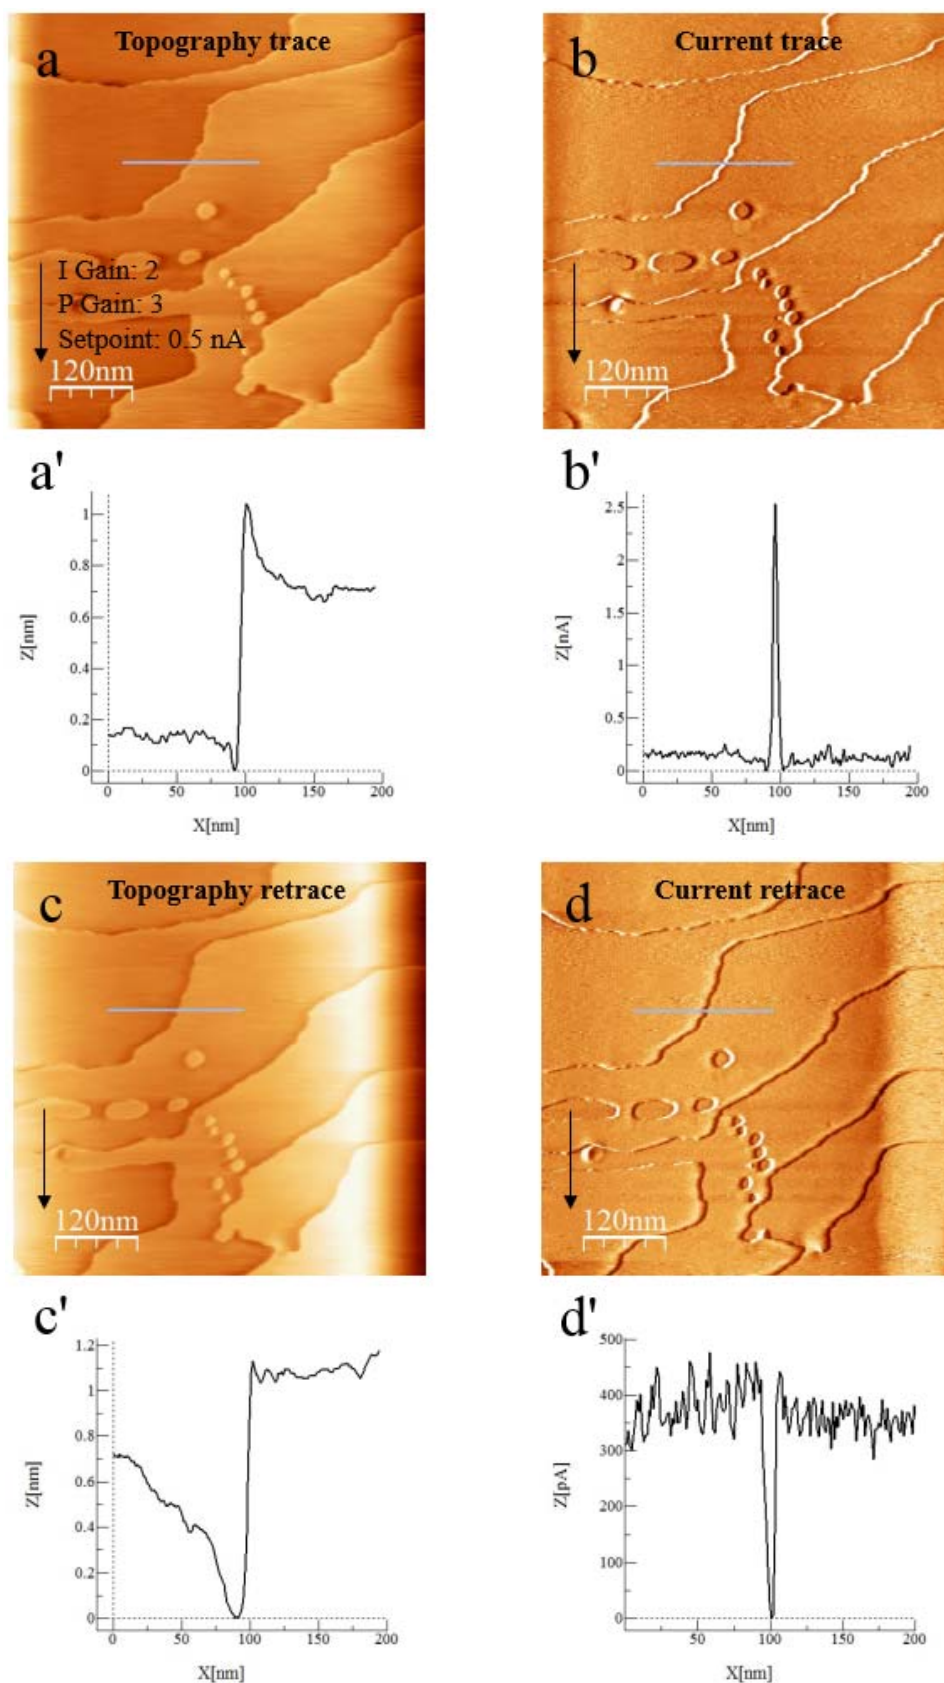 a Topography trace
b Current trace
I Gain: 2
P Gain: 3
Setpoint: 0.5 nA
120nm
120nm
a'
b'
1
0.8
0.6
0.4
0.2
0
Z[nm]
0 50 100 150 200
X[nm]
2.5
2
1.5
1
0.5
0
Z[nA]
0 50 100 150 200
X[nm]
c Topography retrace
d Current retrace
120nm
120nm
c'
d'
1.2
1
0.8
0.6
0.4
0.2
0
Z[nm]
0 50 100 150 200
X[nm]
500
400
300
200
100
0
Z[pA]
50 100 150 200
X[nm]